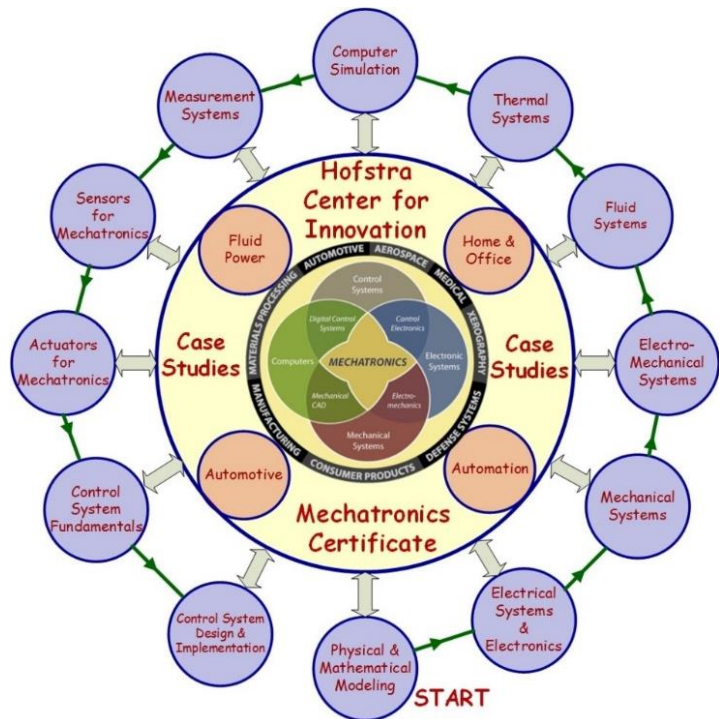 Computer
Simulation
Measurement
Systems
Thermal
Systems
Sensors
for
Mechatronics
Fluid
Systems
Actuators
for
Mechatronics
Electro-
Mechanical
Systems
Control
System
Fundamentals
Mechanical
Systems
Control System
Design &
Implementation
Electrical
Systems
&
Electronics
Physical &
Mathematical
Modeling
START
Hofstra
Center for
Innovation
Fluid
Power
Home &
Office
Case
Studies
Case
Studies
Automotive
Automation
Mechatronics
Certificate
AUTOMOTIVE
AEROSPACE
MEDICAL
XEROGRAPHY
DEFENSE SYSTEMS
CONSUMER PRODUCTS
MANUFACTURING
MATERIALS PROCESSING
Control
Systems
Digital Control
Systems
Control
Electronics
Computers
MECHATRONICS
Electronic
Systems
Mechanical
CAD
Electro-
mechanics
Mechanical
Systems